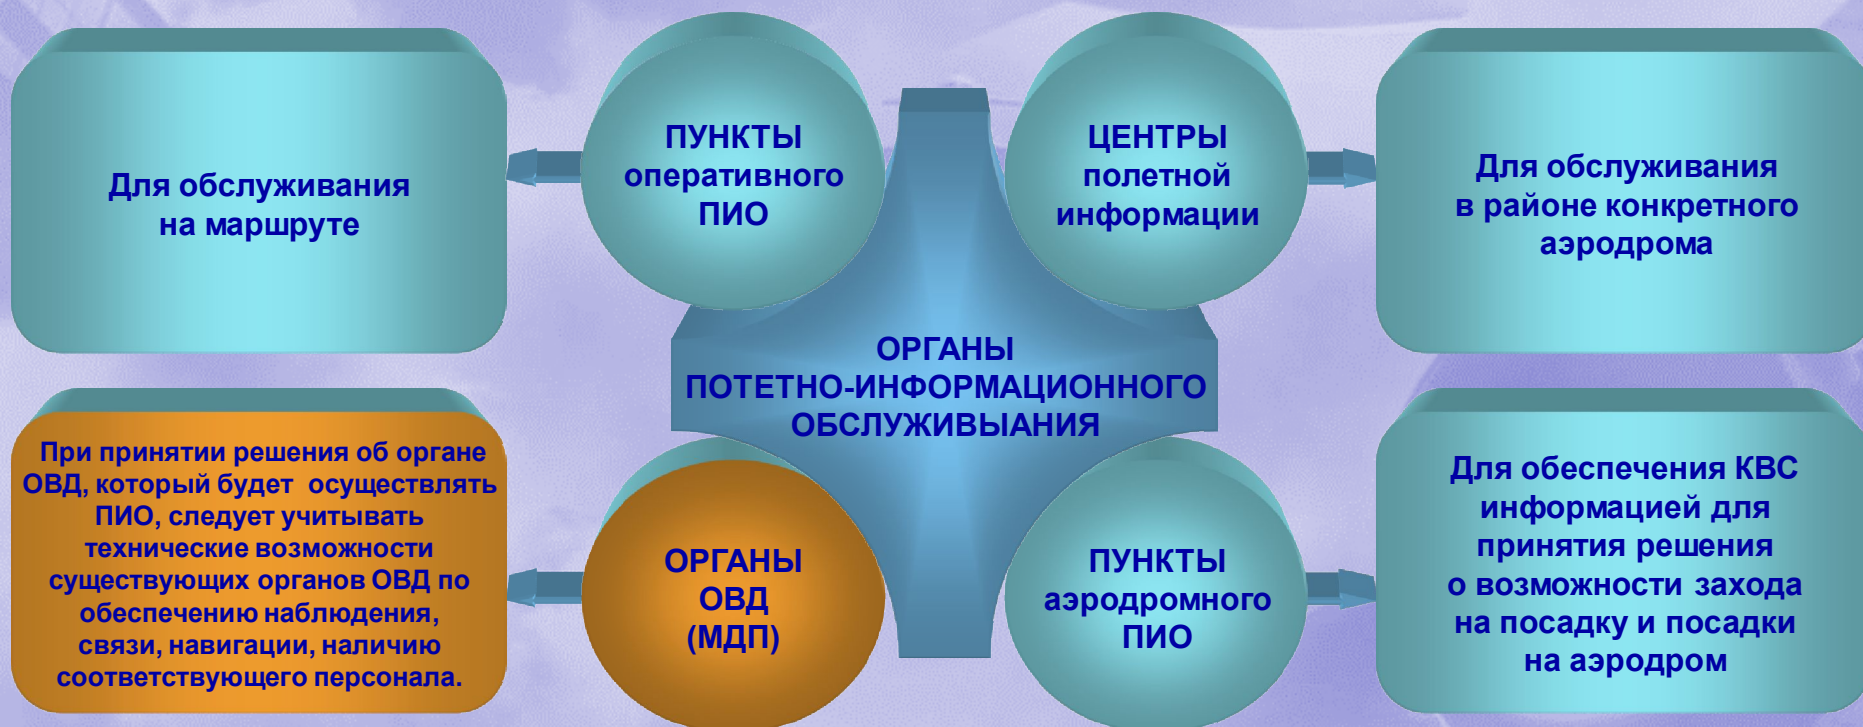 Для обслуживания
на маршруте
ПУНКТЫ
оперативного
ПИО
ЦЕНТРЫ
полетной
информации
Для обслуживания
в районе конкретного
аэродрома
ОРГАНЫ
ПОТЕТНО-ИНФОРМАЦИОННОГО
ОБСЛУЖИВЫАНИЯ
При принятии решения об органе
ОВД, который будет осуществлять
ПИО, следует учитывать
технические возможности
существующих органов ОВД по
обеспечению наблюдения,
связи, навигации, наличию
соответствующего персонала.
ОРГАНЫ
ОВД
(МДП)
ПУНКТЫ
аэродромного
ПИО
Для обеспечения КВС
информацией для
принятия решения
о возможности захода
на посадку и посадки
на аэродром